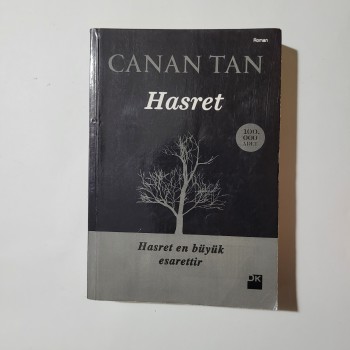 Roman
CANAN TAN
Hasret
100.
000
ADET
Hasret en büyük
esarettir
DK